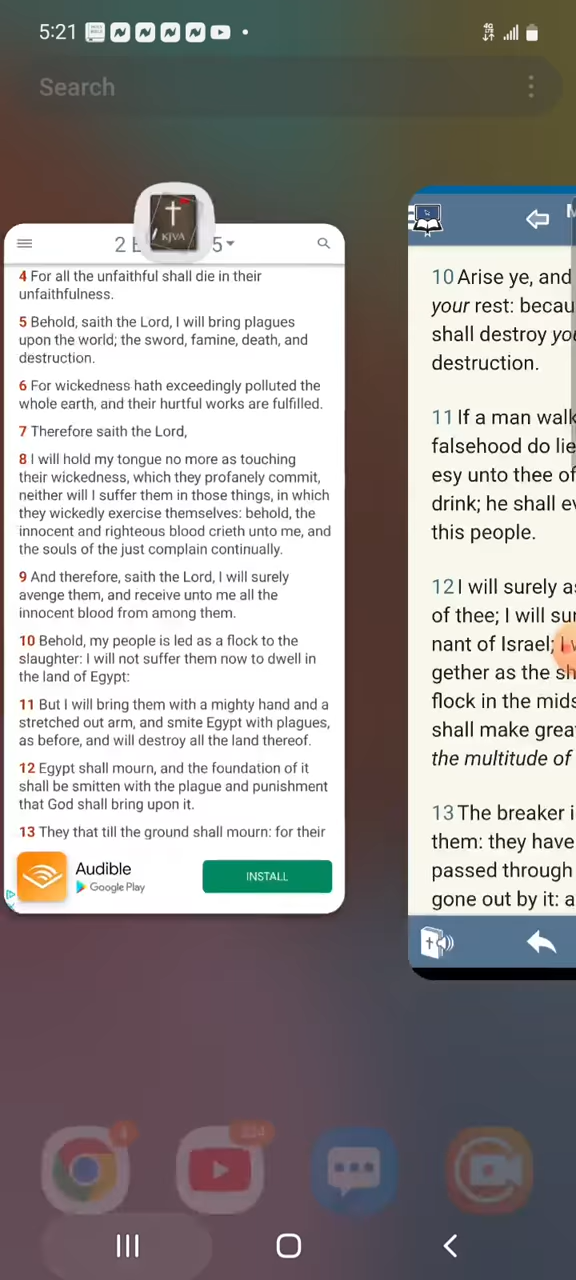 5:21
Search
KJVA
2 E 5
4 For all the unfaithful shall die in their
unfaithfulness.
5 Behold, saith the Lord, I will bring plagues
upon the world; the sword, famine, death, and
destruction.
6 For wickedness hath exceedingly polluted the
whole earth, and their hurtful works are fulfilled.
7 Therefore saith the Lord,
8 I will hold my tongue no more as touching
their wickedness, which they profanely commit,
neither will I suffer them in those things, in which
they wickedly exercise themselves: behold, the
innocent and righteous blood crieth unto me, and
the souls of the just complain continually.
9 And therefore, saith the Lord, I will surely
avenge them, and receive unto me all the
innocent blood from among them.
10 Behold, my people is led as a flock to the
slaughter: I will not suffer them now to dwell in
the land of Egypt:
11 But I will bring them with a mighty hand and a
stretched out arm, and smite Egypt with plagues,
as before, and will destroy all the land thereof.
12 Egypt shall mourn, and the foundation of it
shall be smitten with the plague and punishment
that God shall bring upon it.
13 They that till the ground shall mourn: for their
Audible
Google Play
INSTALL
M
10 Arise ye, and
your rest: becau
shall destroy you
destruction.
11 If a man walk
falsehood do lie
esy unto thee of
drink; he shall ev
this people.
12 I will surely as
of thee; I will sur
nant of Israel; I w
gether as the sh
flock in the mids
shall make grea
the multitude of
13 The breaker i
them: they have
passed through
gone out by it: a